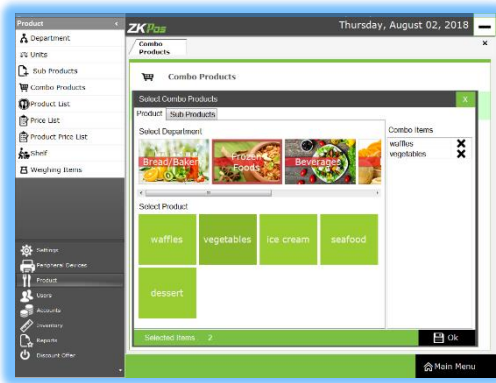 Product
Department
Units
Sub Products
Combo Products
Product List
Price List
Product Price List
Shelf
Weighing Items
Settings
Peripheral Devices
Product
Users
Accounts
Inventory
Reports
Discount Offer
ZKPos
Thursday, August 02, 2018
Combo
Products
Combo Products
Select Combo Products
X
Product
Sub Products
Select Department
Bread/Baker
Frozen
Foods
Beverages
Select Product
waffles
vegetables
ice cream
seafood
dessert
Combo Items
waffles
vegetables
Selected Items 2
Ok
Main Menu